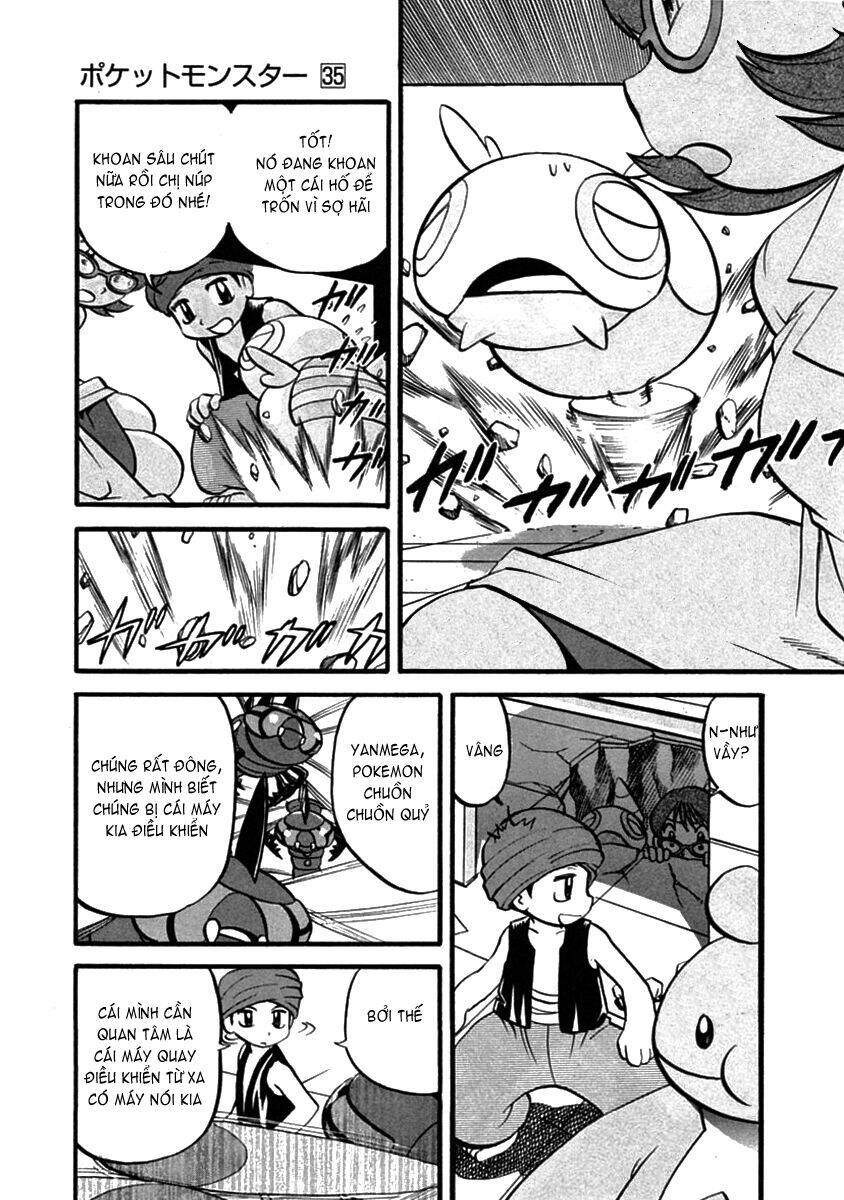 ポケットモンスター 35
TỐT!
NÓ ĐANG KHOAN
MỘT CÁI HỐ ĐỂ
TRỐN VÌ SỢ HÃI
KHOAN SÂU CHÚT
NỮA RỒI CHỊ NÚP
TRONG ĐÓ NHÉ!
ガガガ
ガガガガ
ガガガガ
N-NHƯ
VẦY?
VÂNG
YANMEGA,
POKEMON
CHUỒN
CHUỒN QUỶ
CHÚNG RẤT ĐÔNG,
NHƯNG MÌNH BIẾT
CHÚNG BỊ CÁI MÁY
KIA ĐIỀU KHIỂN
BỞI THẾ
CÁI MÌNH CẦN
QUAN TÂM LÀ
CÁI MÁY QUAY
ĐIỀU KHIỂN TỪ XA
CÓ MÁY NÓI KIA